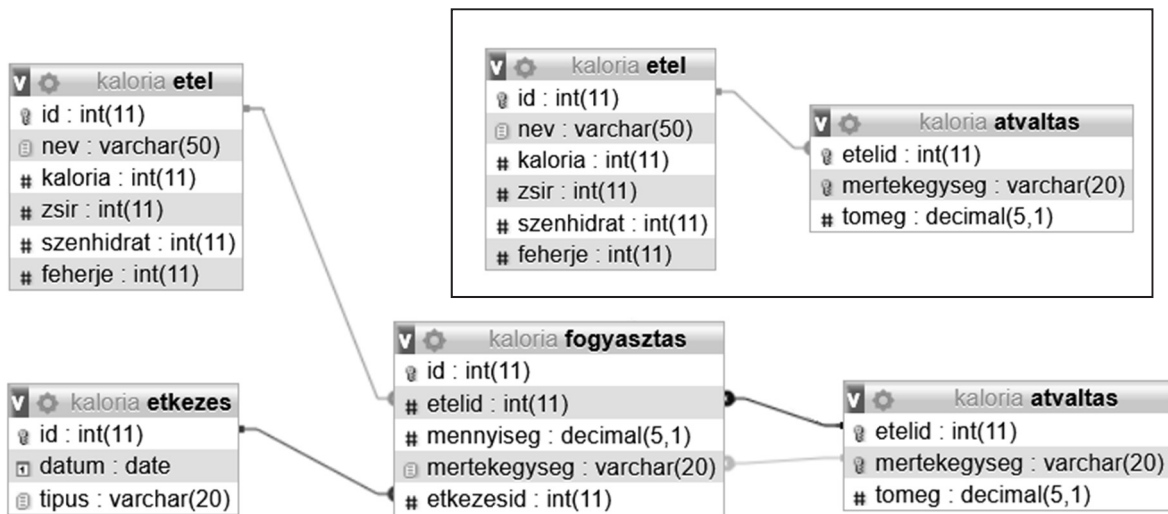 kaloria etel
id : int(11)
nev : varchar(50)
kaloria : int(11)
zsir : int(11)
szenhidrat : int(11)
feherje : int(11)
kaloria etel
id : int(11)
nev : varchar(50)
kaloria : int(11)
zsir : int(11)
szenhidrat : int(11)
feherje : int(11)
kaloria atvaltas
etelid : int(11)
mertekegyseg : varchar(20)
tomeg : decimal(5,1)
kaloria etkezes
id : int(11)
datum : date
tipus : varchar(20)
kaloria fogyasztas
id : int(11)
etelid : int(11)
mennyiseg : decimal(5,1)
mertekegyseg : varchar(20)
etkezesid : int(11)
kaloria atvaltas
etelid : int(11)
mertekegyseg : varchar(20)
tomeg : decimal(5,1)